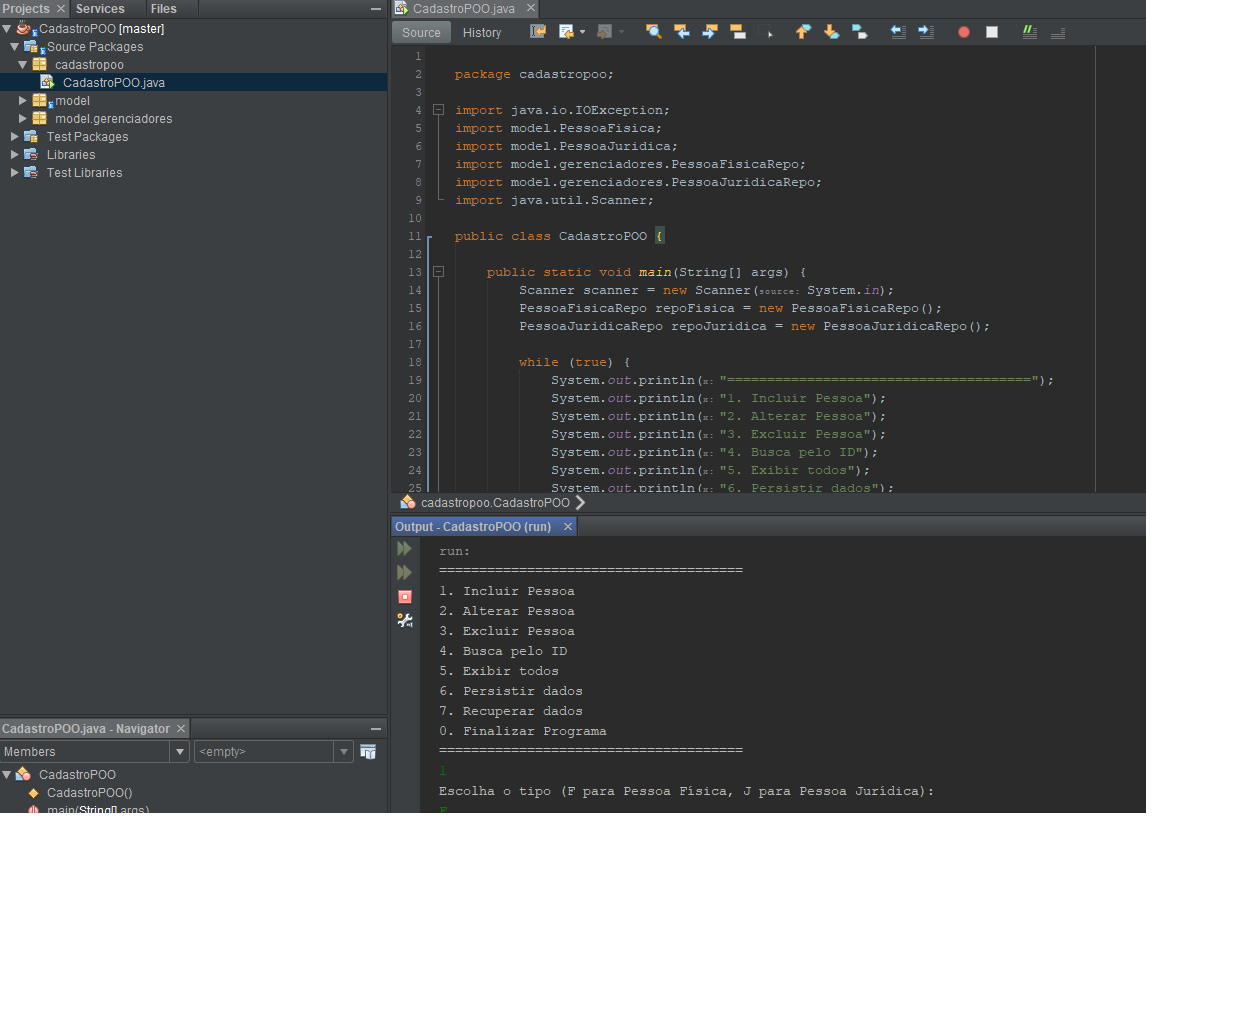 Projects
Services
Files
CadastroPOO [master]
Source Packages
cadastropoo
CadastroPOO.java
model
model.gerenciadores
Test Packages
Libraries
Test Libraries
CadastroPOO.java - Navigator
Members
<empty>
CadastroPOO
CadastroPOO()
main(String[] args)
CadastroPOO.java
Source History
1
2 package cadastropoo;
3
4 import java.io.IOException;
5 import model.PessoaFisica;
6 import model.PessoaJuridica;
7 import model.gerenciadores.PessoaFisicaRepo;
8 import model.gerenciadores.PessoaJuridicaRepo;
9 import java.util.Scanner;
10
11 public class CadastroPOO {
12
13 public static void main(String[] args) {
14 Scanner scanner = new Scanner(source: System.in);
15 PessoaFisicaRepo repoFisica = new PessoaFisicaRepo();
16 PessoaJuridicaRepo repoJuridica = new PessoaJuridicaRepo();
17
18 while (true) {
19 System.out.println(x: "======================================");
20 System.out.println(x: "1. Incluir Pessoa");
21 System.out.println(x: "2. Alterar Pessoa");
22 System.out.println(x: "3. Excluir Pessoa");
23 System.out.println(x: "4. Busca pelo ID");
24 System.out.println(x: "5. Exibir todos");
25 System.out.println(x: "6. Persistir dados");
cadastropoo.CadastroPOO
Output - CadastroPOO (run)
run:
======================================
1. Incluir Pessoa
2. Alterar Pessoa
3. Excluir Pessoa
4. Busca pelo ID
5. Exibir todos
6. Persistir dados
7. Recuperar dados
0. Finalizar Programa
======================================
1
Escolha o tipo (F para Pessoa Física, J para Pessoa Jurídica):
F